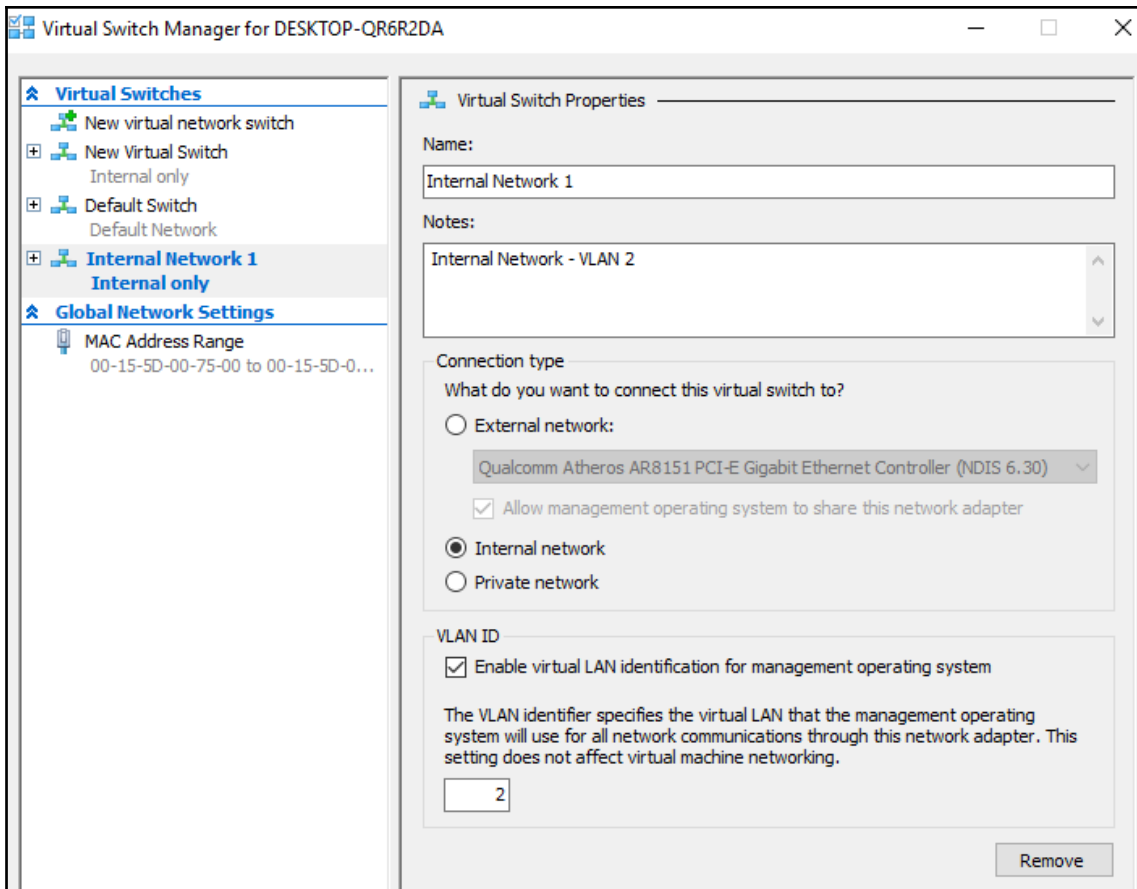 Virtual Switch Manager for DESKTOP-QR6R2DA
Virtual Switches
New virtual network switch
New Virtual Switch
Internal only
Default Switch
Default Network
Internal Network 1
Internal only
Global Network Settings
MAC Address Range
00-15-5D-00-75-00 to 00-15-5D-0...
Virtual Switch Properties
Name:
Internal Network 1
Notes:
Internal Network - VLAN 2
Connection type
What do you want to connect this virtual switch to?
External network:
Qualcomm Atheros AR8151 PCI-E Gigabit Ethernet Controller (NDIS 6.30)
Allow management operating system to share this network adapter
Internal network
Private network
VLAN ID
Enable virtual LAN identification for management operating system
The VLAN identifier specifies the virtual LAN that the management operating
system will use for all network communications through this network adapter. This
setting does not affect virtual machine networking.
2
Remove